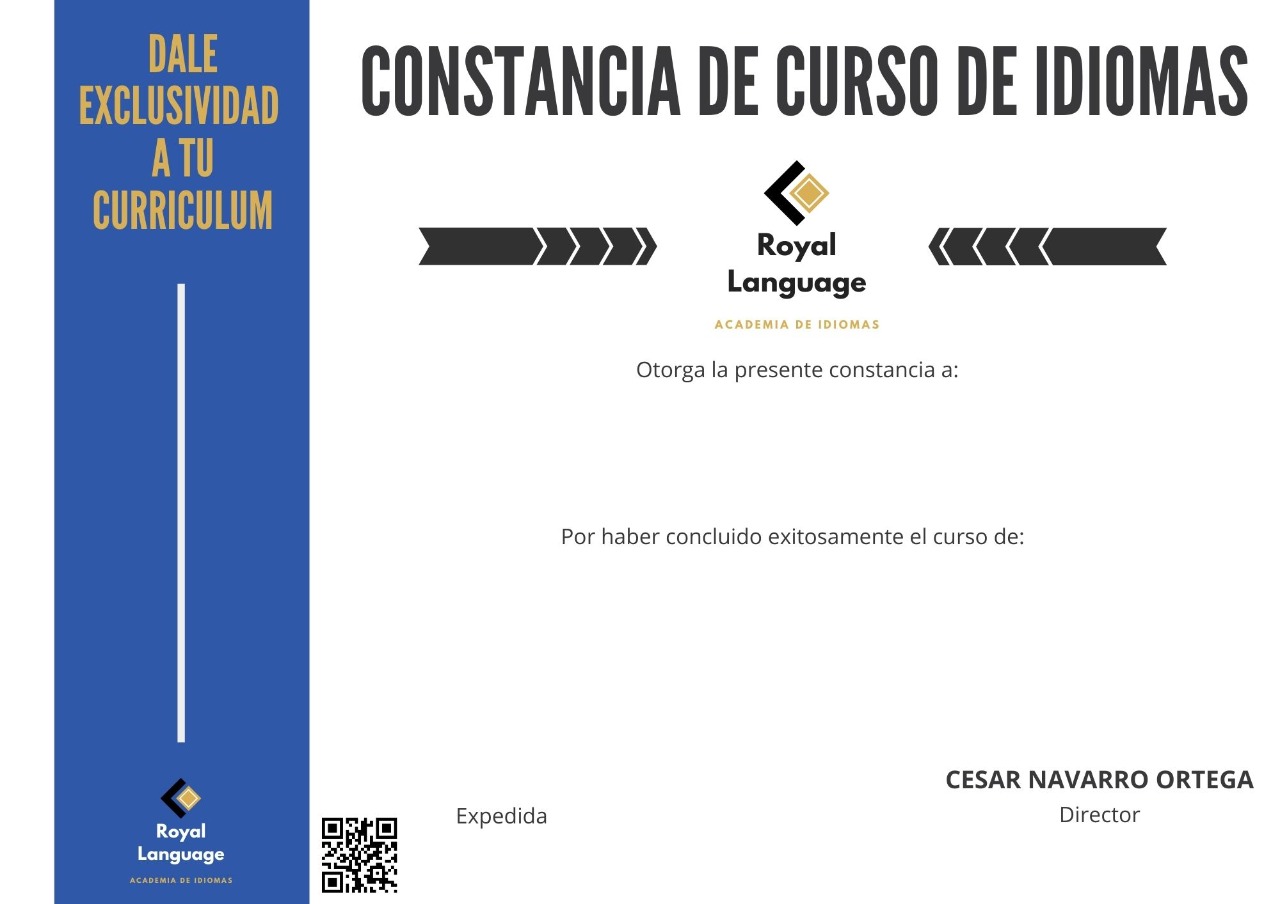 DALE
EXCLUSIVIDAD
A TU
CURRICULUM
Royal
Language
ACADEMIA DE IDIOMAS
CONSTANCIA DE CURSO DE IDIOMAS
Royal
Language
ACADEMIA DE IDIOMAS
Otorga la presente constancia a:
Por haber concluido exitosamente el curso de:
Expedida
CESAR NAVARRO ORTEGA
Director